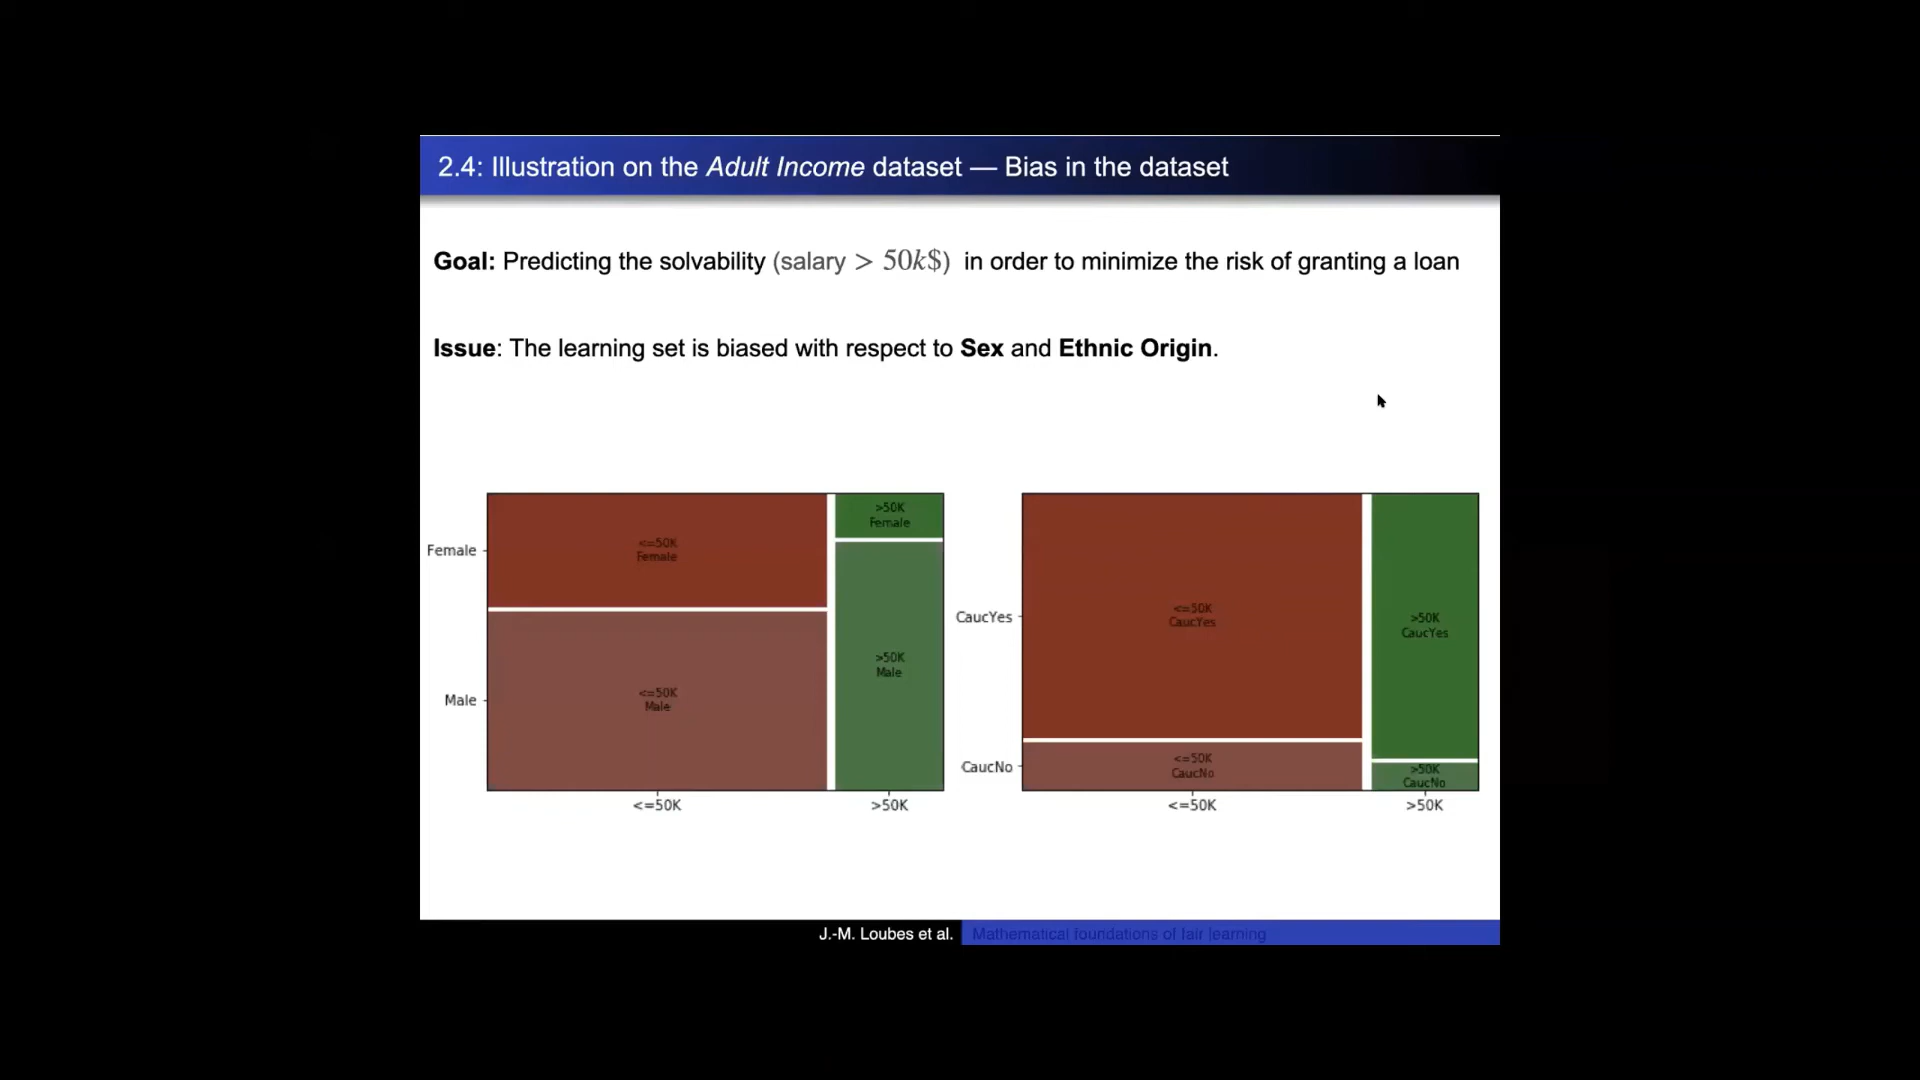 2.4: Illustration on the Adult Income dataset — Bias in the dataset
Goal: Predicting the solvability (salary > 50k$) in order to minimize the risk of granting a loan
Issue: The learning set is biased with respect to Sex and Ethnic Origin.
Female
Male
<=50K
Female
<=50K
Male
>50K
Female
>50K
Male
<=50K
>50K
CaucYes
CaucNo
<=50K
CaucYes
<=50K
CaucNo
>50K
CaucYes
>50K
CaucNo
<=50K
>50K
J.-M. Loubes et al.
Mathematical foundations of fair learning